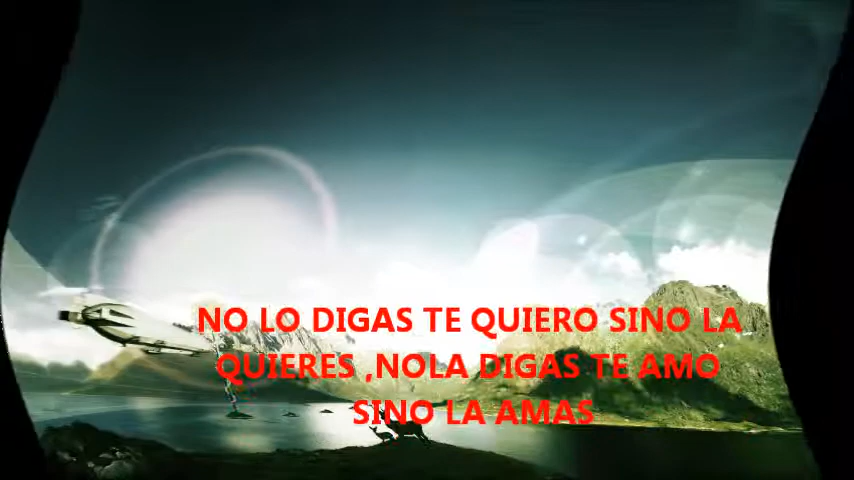 NO LO DIGAS TE QUIERO SINO LA
QUIERES ,NOLA DIGAS TE AMO
SINO LA AMAS